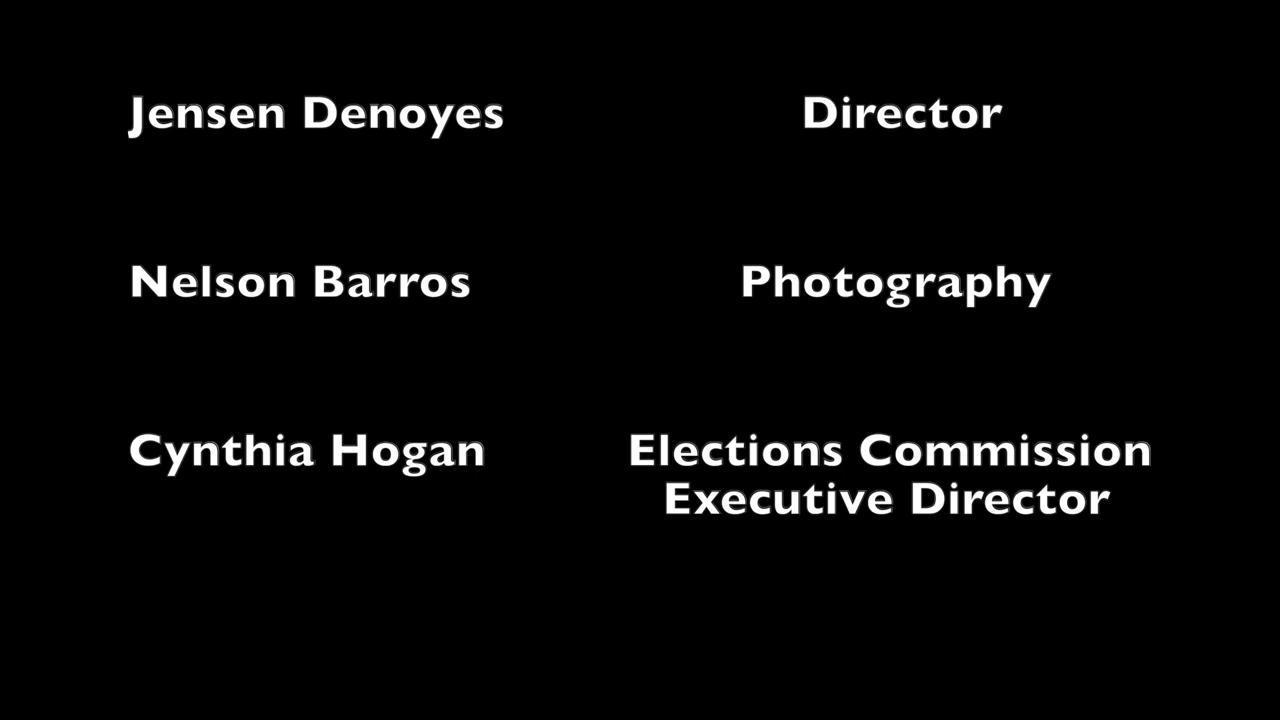 Jensen Denoyes Director
Nelson Barros Photography
Cynthia Hogan Elections Commission
Executive Director